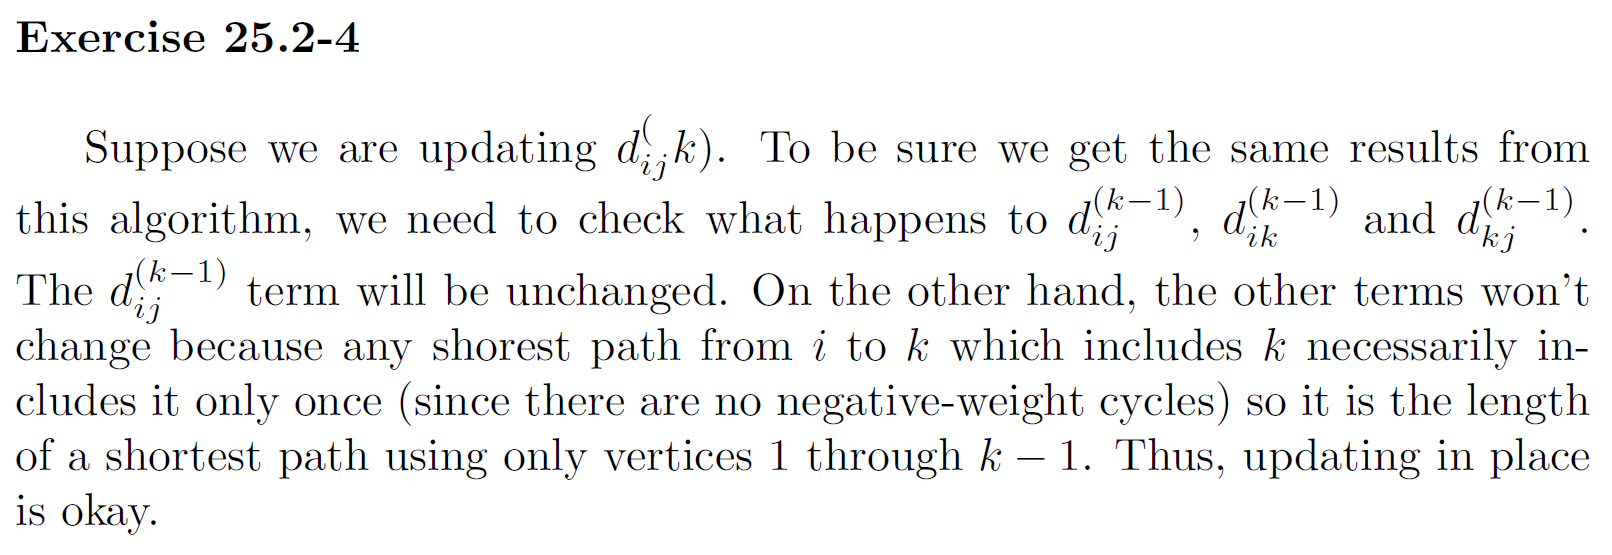 Exercise 25.2-4
Suppose we are updating $d_{ij}^{(}k)$. To be sure we get the same results from
this algorithm, we need to check what happens to $d_{ij}^{(k-1)}$, $d_{ik}^{(k-1)}$ and $d_{kj}^{(k-1)}$.
The $d_{ij}^{(k-1)}$ term will be unchanged. On the other hand, the other terms won't
change because any shorest path from $i$ to $k$ which includes $k$ necessarily in-
cludes it only once (since there are no negative-weight cycles) so it is the length
of a shortest path using only vertices 1 through $k-1$. Thus, updating in place
is okay.